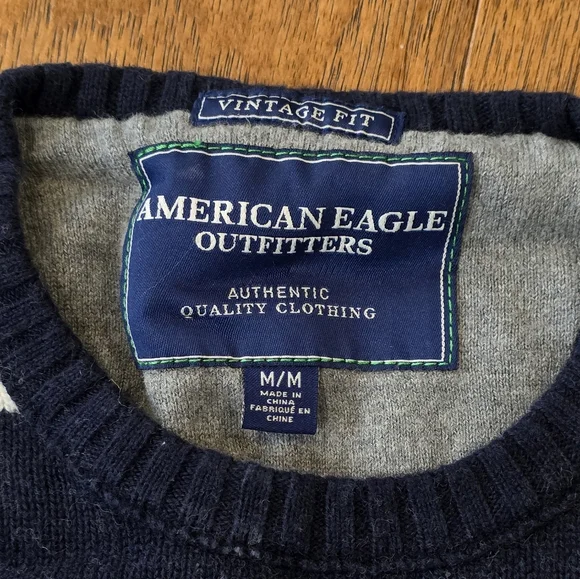 VINTAGE FIT
AMERICAN EAGLE
OUTFITTERS
AUTHENTIC
QUALITY CLOTHING
M/M
MADE IN
CHINA
FABRIQUÉ EN
CHINE